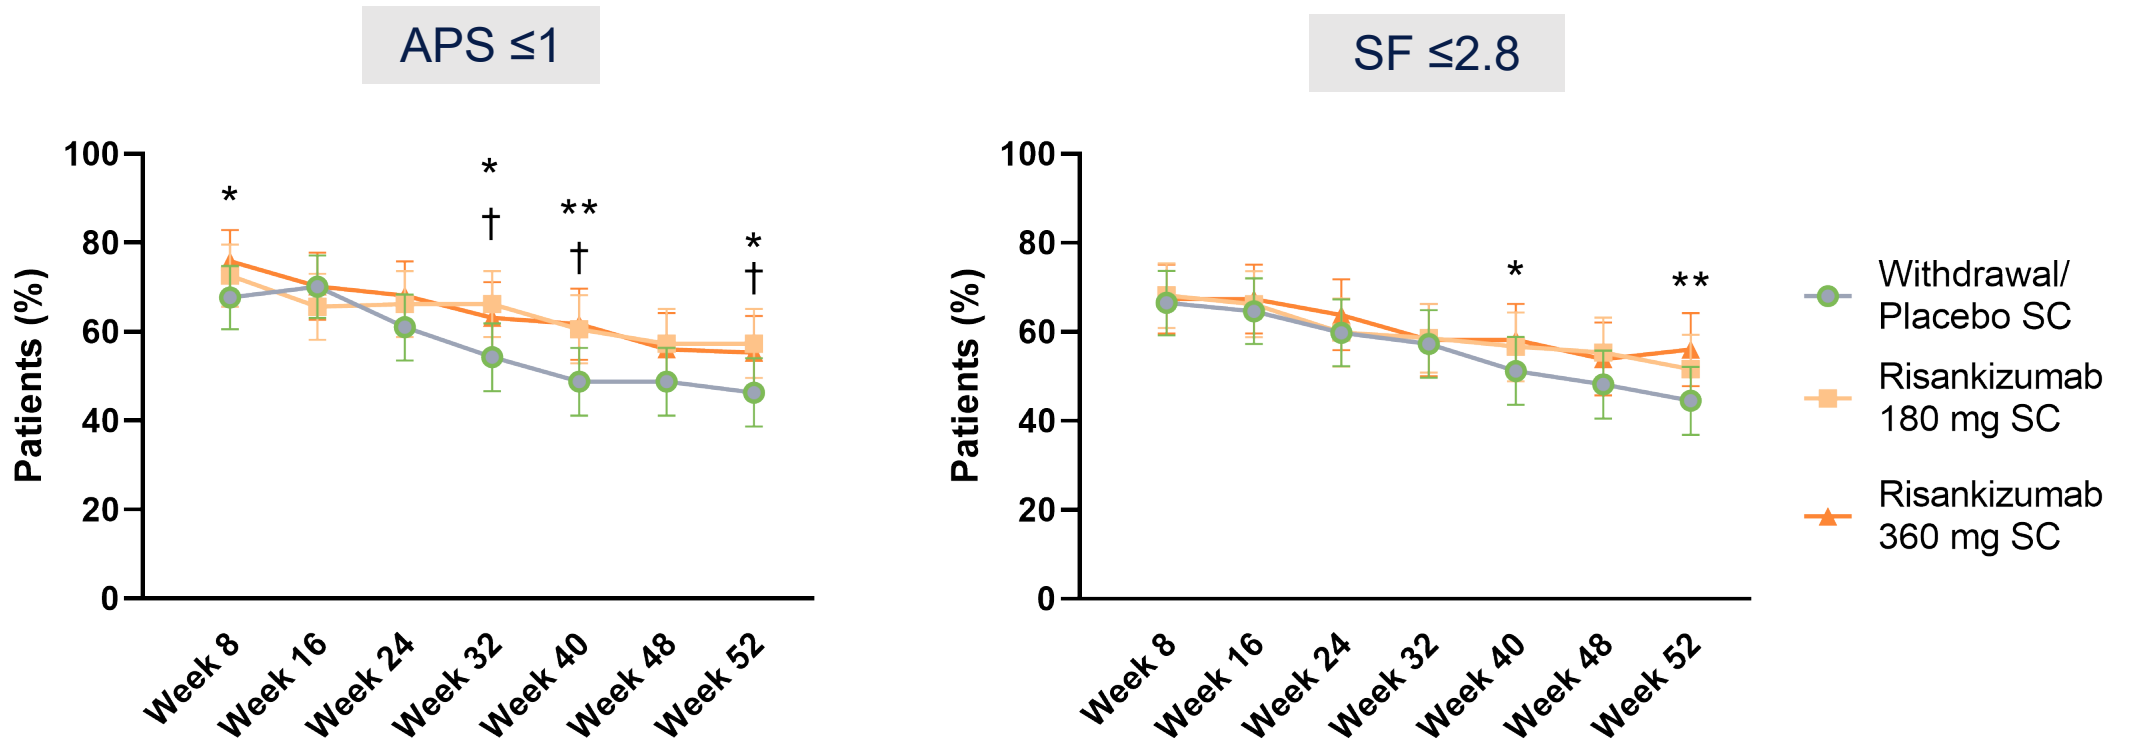 APS ≤1
100
80
60
40
20
0
Patients (%)
*
*
†
**
†
*
†
Week 8
Week 16
Week 24
Week 32
Week 40
Week 48
Week 52
SF ≤2.8
100
80
60
40
20
0
Patients (%)
*
**
Week 8
Week 16
Week 24
Week 32
Week 40
Week 48
Week 52
Withdrawal/
Placebo SC
Risankizumab
180 mg SC
Risankizumab
360 mg SC